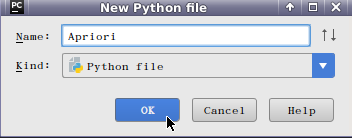 PC New Python file
Name: Apriori
Kind: Python file
OK Cancel Help